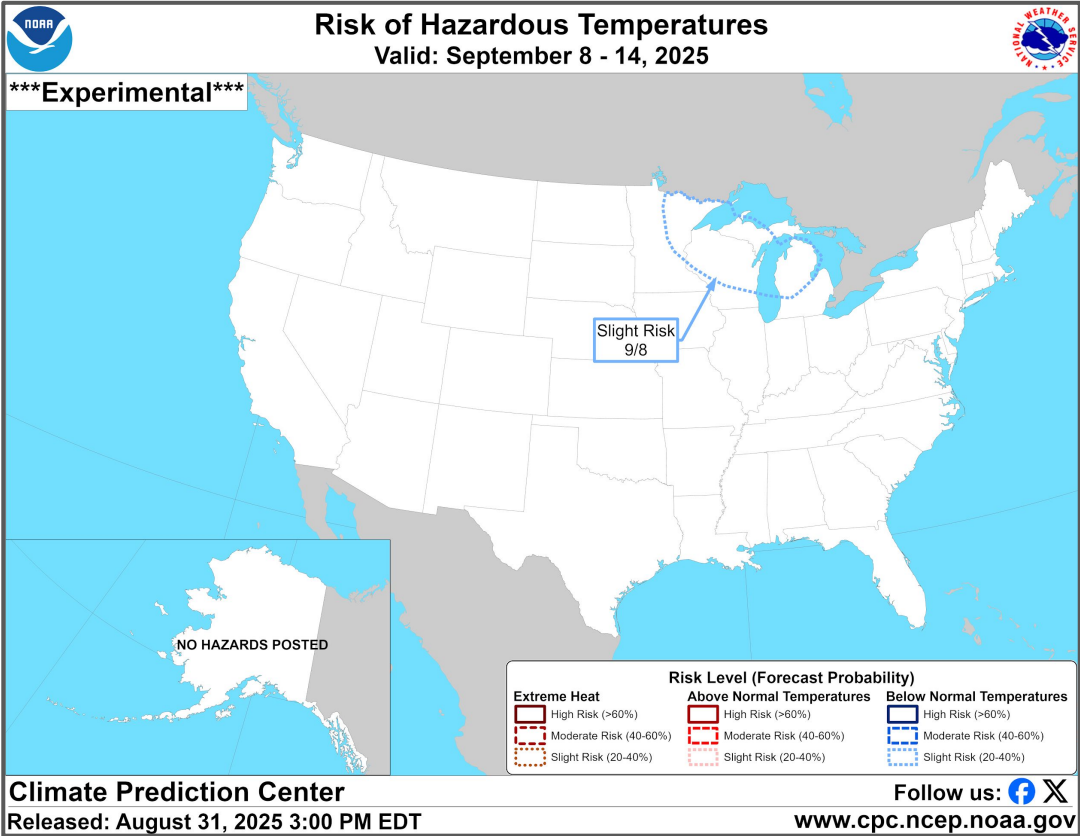 NOAA
Risk of Hazardous Temperatures
Valid: September 8 - 14, 2025
NATIONAL WEATHER SERVICE
***Experimental***
Slight Risk
9/8
NO HAZARDS POSTED
Risk Level (Forecast Probability)
Extreme Heat
High Risk (>60%)
Moderate Risk (40-60%)
Slight Risk (20-40%)
Above Normal Temperatures
High Risk (>60%)
Moderate Risk (40-60%)
Slight Risk (20-40%)
Below Normal Temperatures
High Risk (>60%)
Moderate Risk (40-60%)
Slight Risk (20-40%)
Climate Prediction Center
Follow us:
Released: August 31, 2025 3:00 PM EDT
www.cpc.ncep.noaa.gov